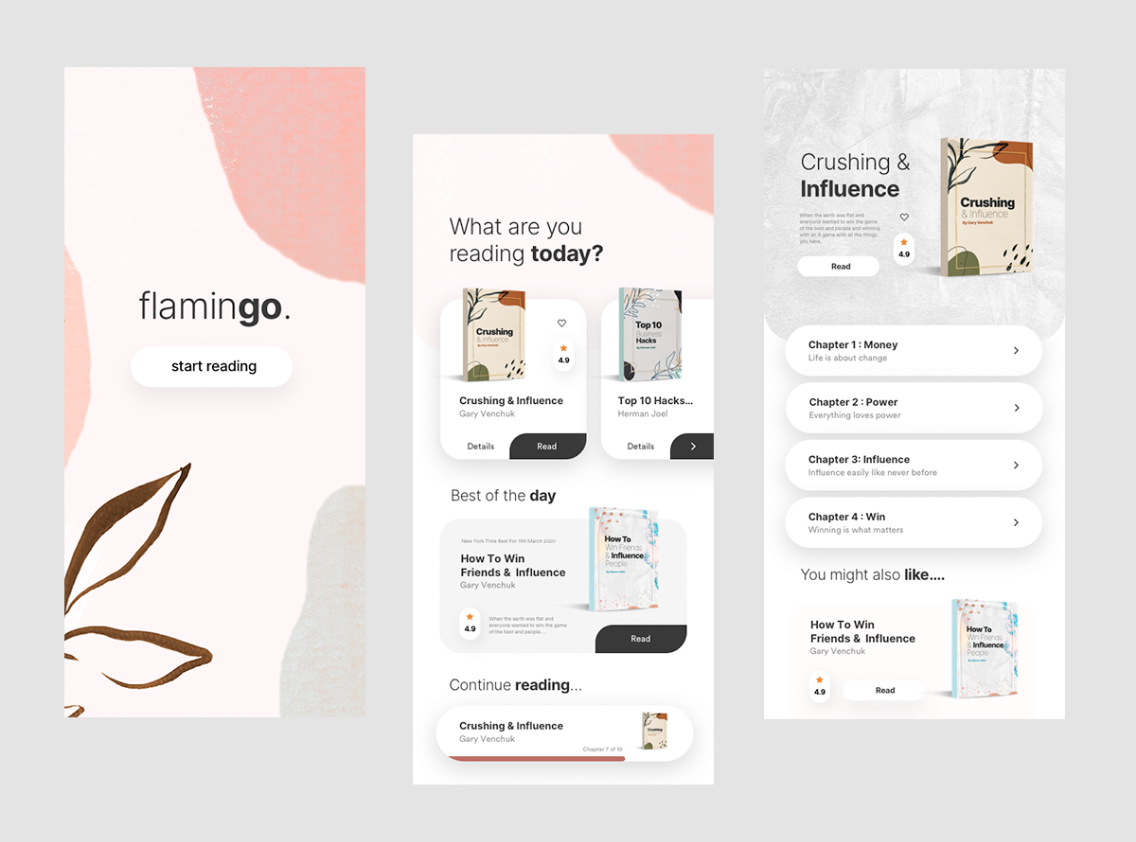 flamingo.
start reading
What are you
reading today?
Crushing
& Influence
By Gary Venchuk
4.9
Crushing & Influence
Gary Venchuk
Details
Read
Top 10
Business
Hacks
By Herman Joel
Top 10 Hacks...
Herman Joel
Details
Best of the day
New York Time Best For 11th March 2020
How To Win
Friends & Influence
Gary Venchuk
4.9
When the earth was flat and
everyone wanted to win the game
of the best and people....
Read
How To
Win Friends
& Influence
People
Continue reading...
Crushing & Influence
Gary Venchuk
Chapter 7 of 10
Crushing &
Influence
When the earth was flat and
everyone wanted to win the game
of the best and people and winning
with an A game with all the things
you have.
4.9
Read
Crushing
& Influence
By Gary Venchuk
Chapter 1 : Money
Life is about change
Chapter 2 : Power
Everything loves power
Chapter 3: Influence
Influence easily like never before
Chapter 4 : Win
Winning is what matters
You might also like....
How To Win
Friends & Influence
Gary Venchuk
4.9
Read
How To
Win Friends
& Influence
People